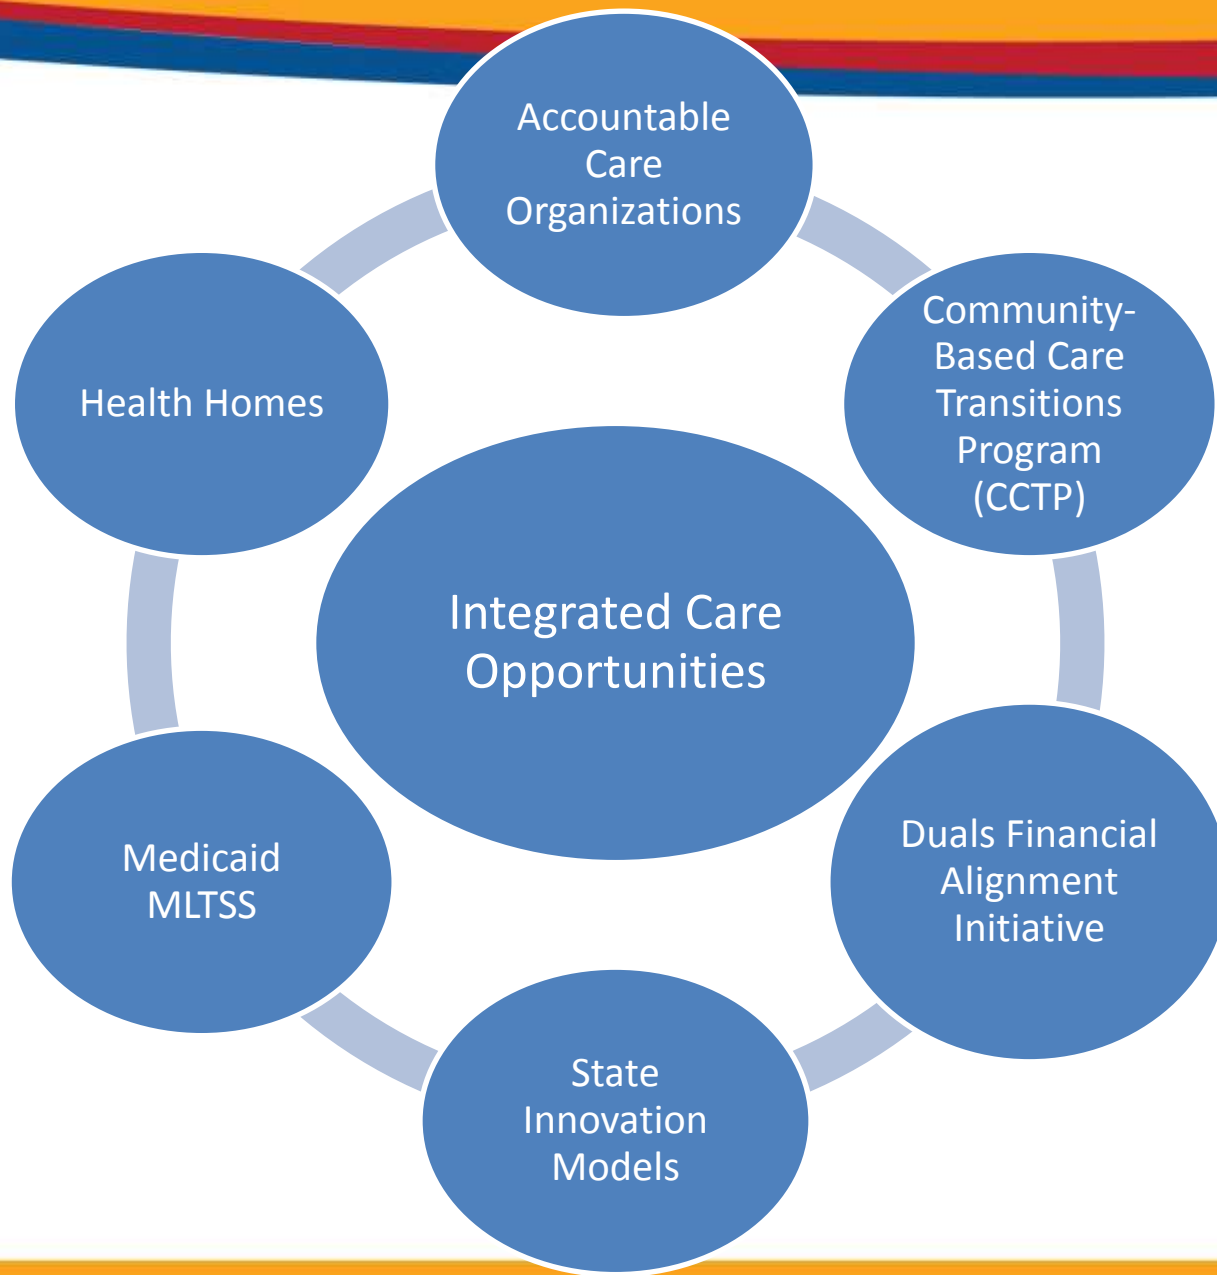 Accountable
Care
Organizations
Community-
Based Care
Transitions
Program
(CCTP)
Health Homes
Integrated Care
Opportunities
Duals Financial
Alignment
Initiative
Medicaid
MLTSS
State
Innovation
Models